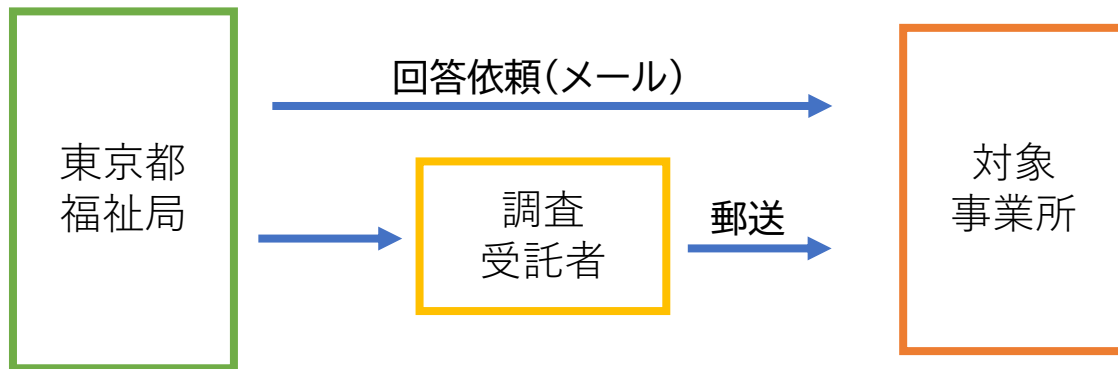 東京都
福祉局
回答依頼(メール)
調査
受託者
郵送
対象
事業所